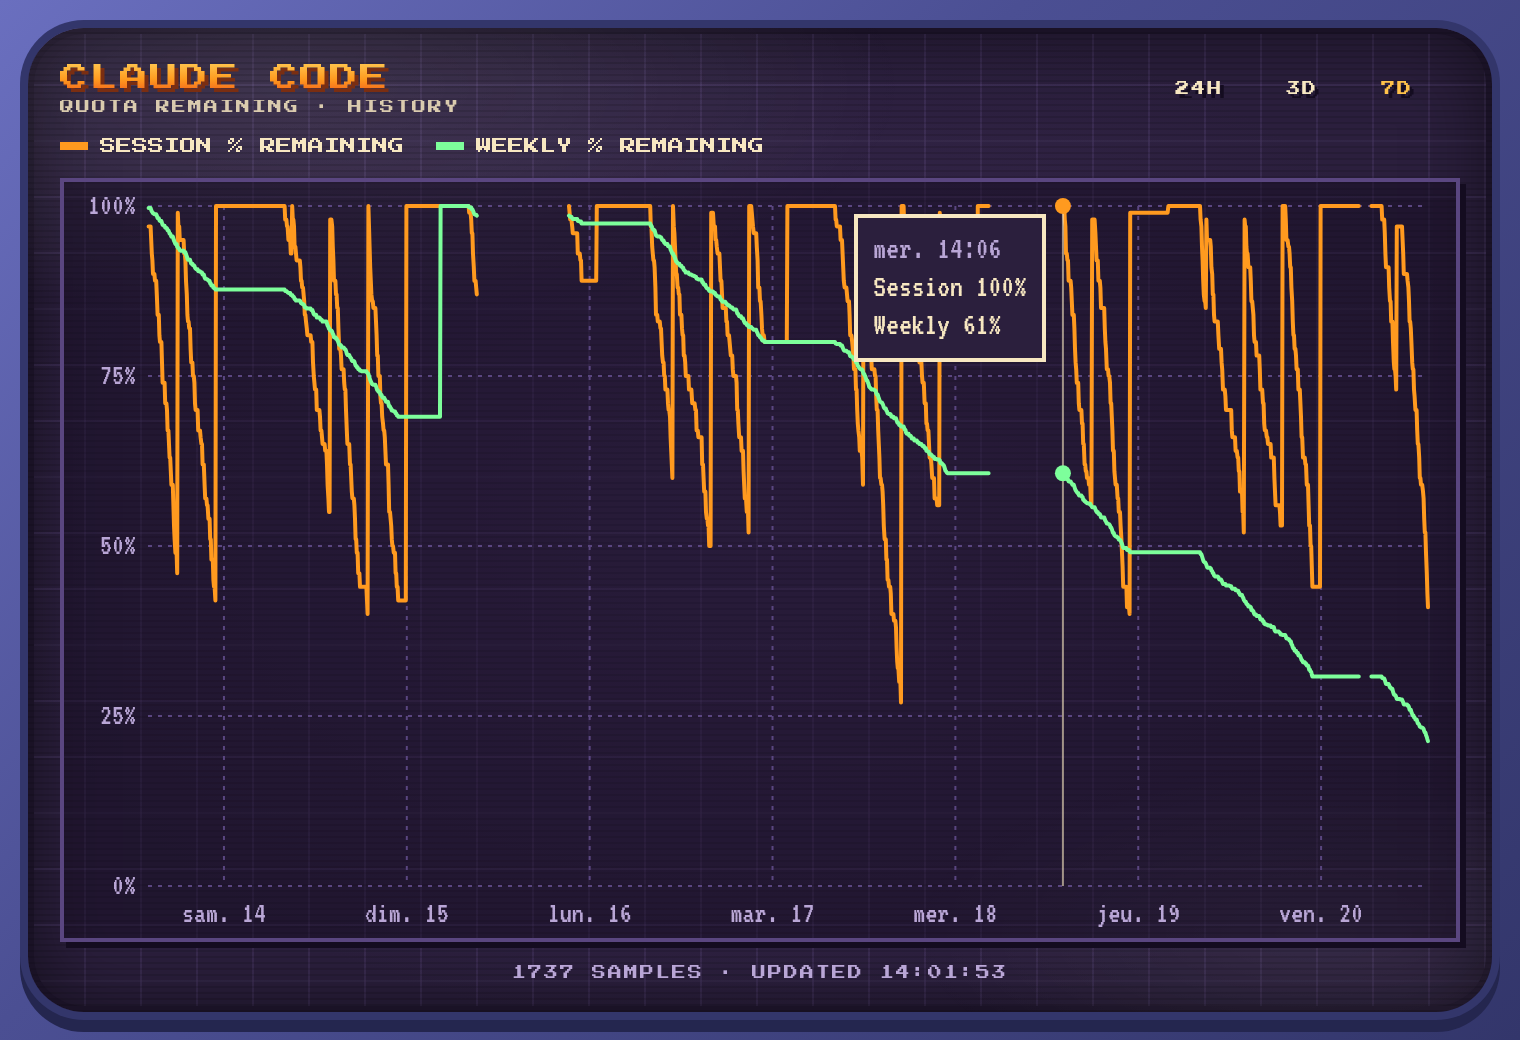 CLAUDE CODE
QUOTA REMAINING · HISTORY
24H 3D 7D
SESSION % REMAINING WEEKLY % REMAINING
100%
75%
50%
25%
0%
mer. 14:06
Session 100%
Weekly 61%
sam. 14 dim. 15 lun. 16 mar. 17 mer. 18 jeu. 19 ven. 20
1737 SAMPLES · UPDATED 14:01:53